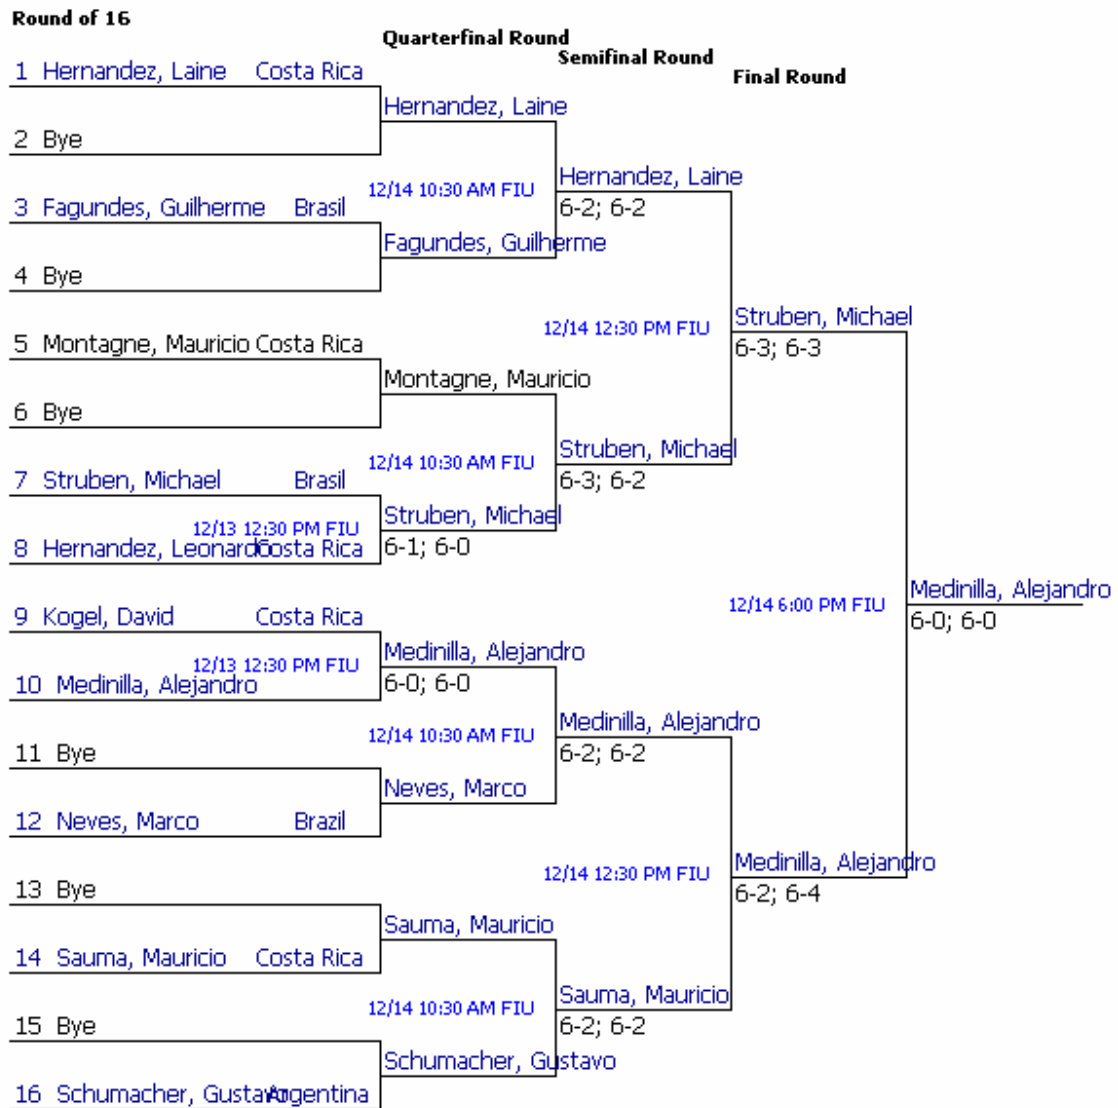 Round of 16
Quarterfinal Round
Semifinal Round
Final Round
1 Hernandez, Laine Costa Rica
Hernandez, Laine
2 Bye
12/14 10:30 AM FIU
Hernandez, Laine
6-2; 6-2
3 Fagundes, Guilherme Brasil
Fagundes, Guilherme
4 Bye
12/14 12:30 PM FIU
Struben, Michael
6-3; 6-3
5 Montagne, Mauricio Costa Rica
Montagne, Mauricio
6 Bye
12/14 10:30 AM FIU
Struben, Michael
6-3; 6-2
7 Struben, Michael Brasil
12/13 12:30 PM FIU
Struben, Michael
6-1; 6-0
8 Hernandez, Leonardo Costa Rica
12/14 6:00 PM FIU
Medinilla, Alejandro
6-0; 6-0
9 Kogel, David Costa Rica
12/13 12:30 PM FIU
Medinilla, Alejandro
6-0; 6-0
10 Medinilla, Alejandro
12/14 10:30 AM FIU
Medinilla, Alejandro
6-2; 6-2
11 Bye
Neves, Marco
12 Neves, Marco Brazil
12/14 12:30 PM FIU
Medinilla, Alejandro
6-2; 6-4
13 Bye
Sauma, Mauricio
14 Sauma, Mauricio Costa Rica
12/14 10:30 AM FIU
Sauma, Mauricio
6-2; 6-2
15 Bye
Schumacher, Gustavo
16 Schumacher, Gustavo Argentina